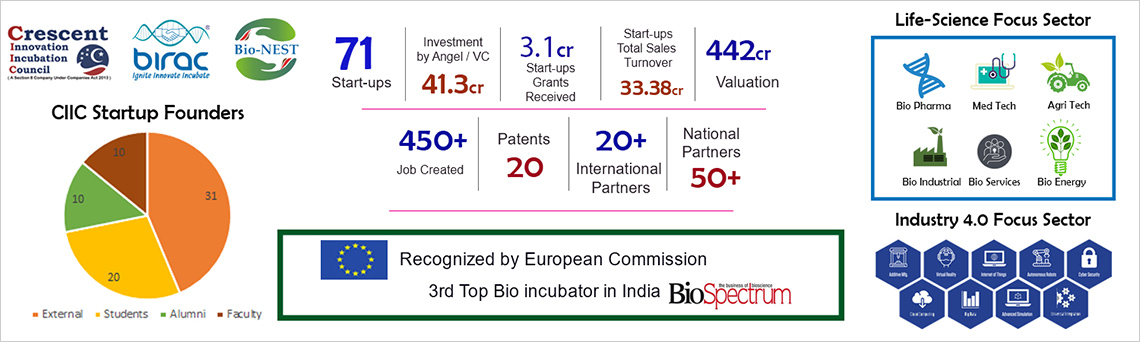 Crescent
Innovation
Incubation
Council
( A Section 8 Company Under Companies Act 2013 )
birac
Ignite Innovate Incubate
Bio-NEST
CIIC Startup Founders
10
31
10
20
External Students Alumni Faculty
71
Start-ups
Investment
by Angel / VC
41.3cr
3.1cr
Start-ups
Grants
Received
Start-ups
Total Sales
Turnover
33.38cr
442cr
Valuation
450+
Job Created
Patents
20
20+
International
Partners
National
Partners
50+
Recognized by European Commission
3rd Top Bio incubator in India
the business of bioscience
BioSpectrum
Life-Science Focus Sector
Bio Pharma
Med Tech
Agri Tech
Bio Industrial
Bio Services
Bio Energy
Industry 4.0 Focus Sector
Additive Mfg
Virtual Reality
Internet of Things
Autonomous Robots
Cyber Security
Cloud Computing
Big Data
Advanced Simulation
Universal Integration